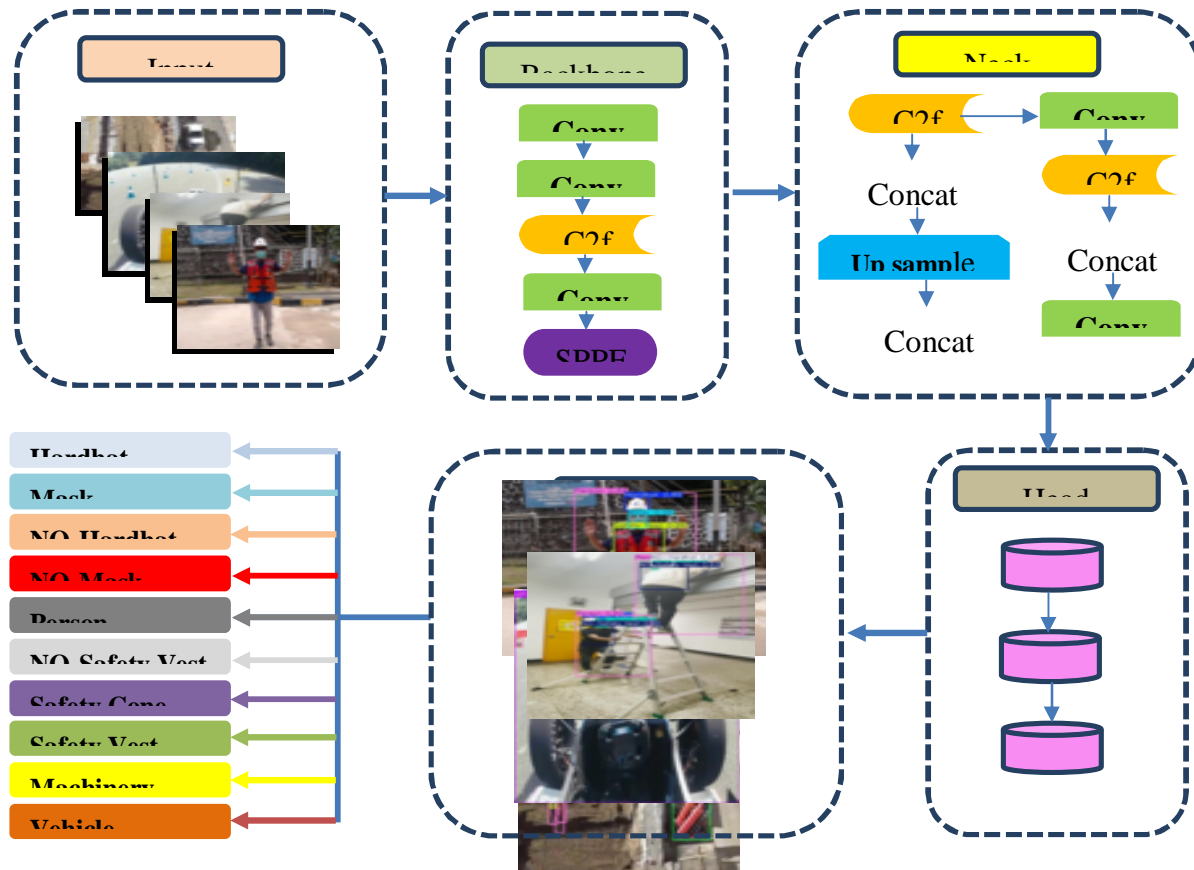 Input
Backbone
Neck
Conv
Conv
C2f
Conv
SPPF
C2f
Concat
Up sample
Concat
Conv
C2f
Concat
Conv
Head
Hardhat
Mask
NO-Hardhat
NO-Mask
Person
NO-Safety Vest
Safety Cone
Safety Vest
Machinery
Vehicle